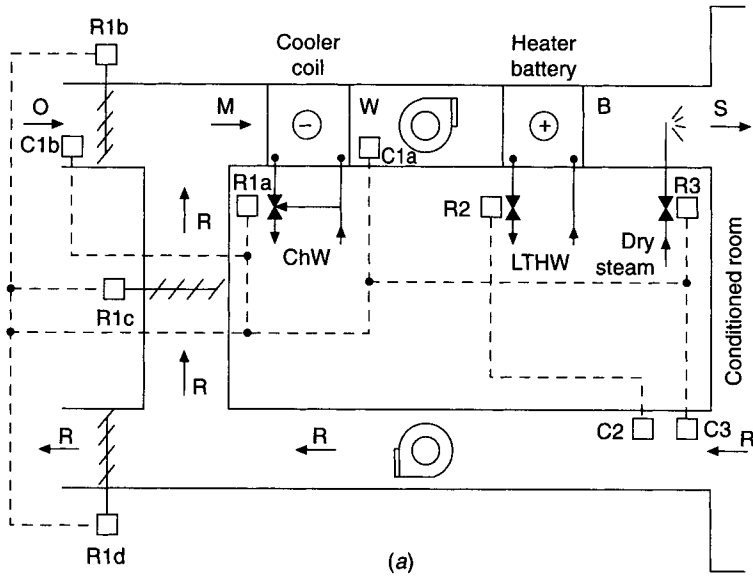 R1b
Cooler
coil
Heater
battery
O
M
−
W
+
B
S
C1b
C1a
R1a
R2
R3
R
ChW
LTHW
Dry
steam
Conditioned room
R1c
R
R
R
C2
C3
R
R1d
(a)